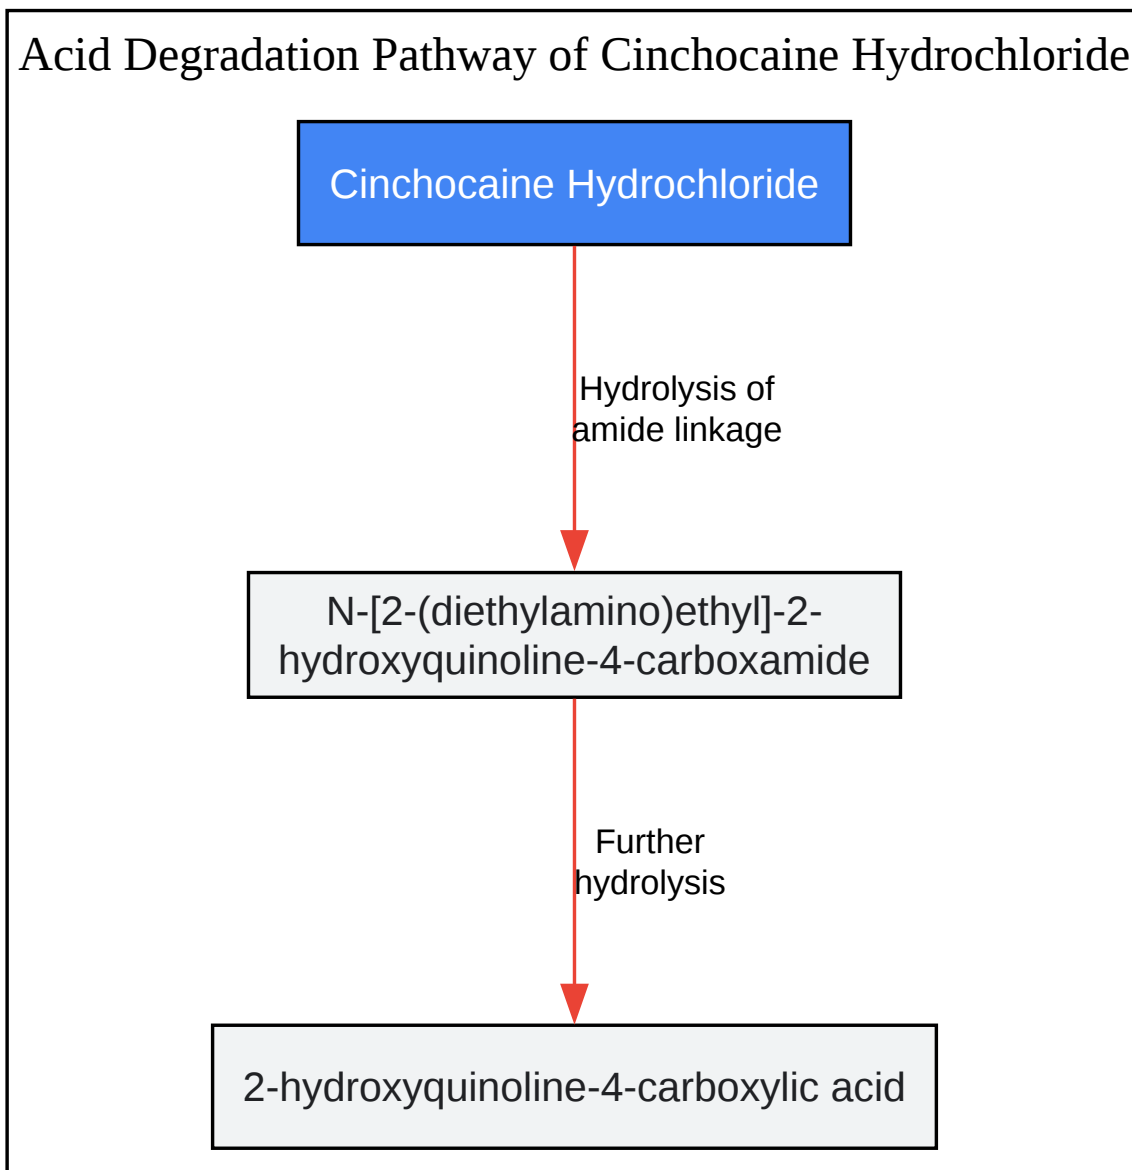 Acid Degradation Pathway of Cinchocaine Hydrochloride
Cinchocaine Hydrochloride
Hydrolysis of
amide linkage
N-[2-(diethylamino)ethyl]-2-
hydroxyquinoline-4-carboxamide
Further
hydrolysis
2-hydroxyquinoline-4-carboxylic acid